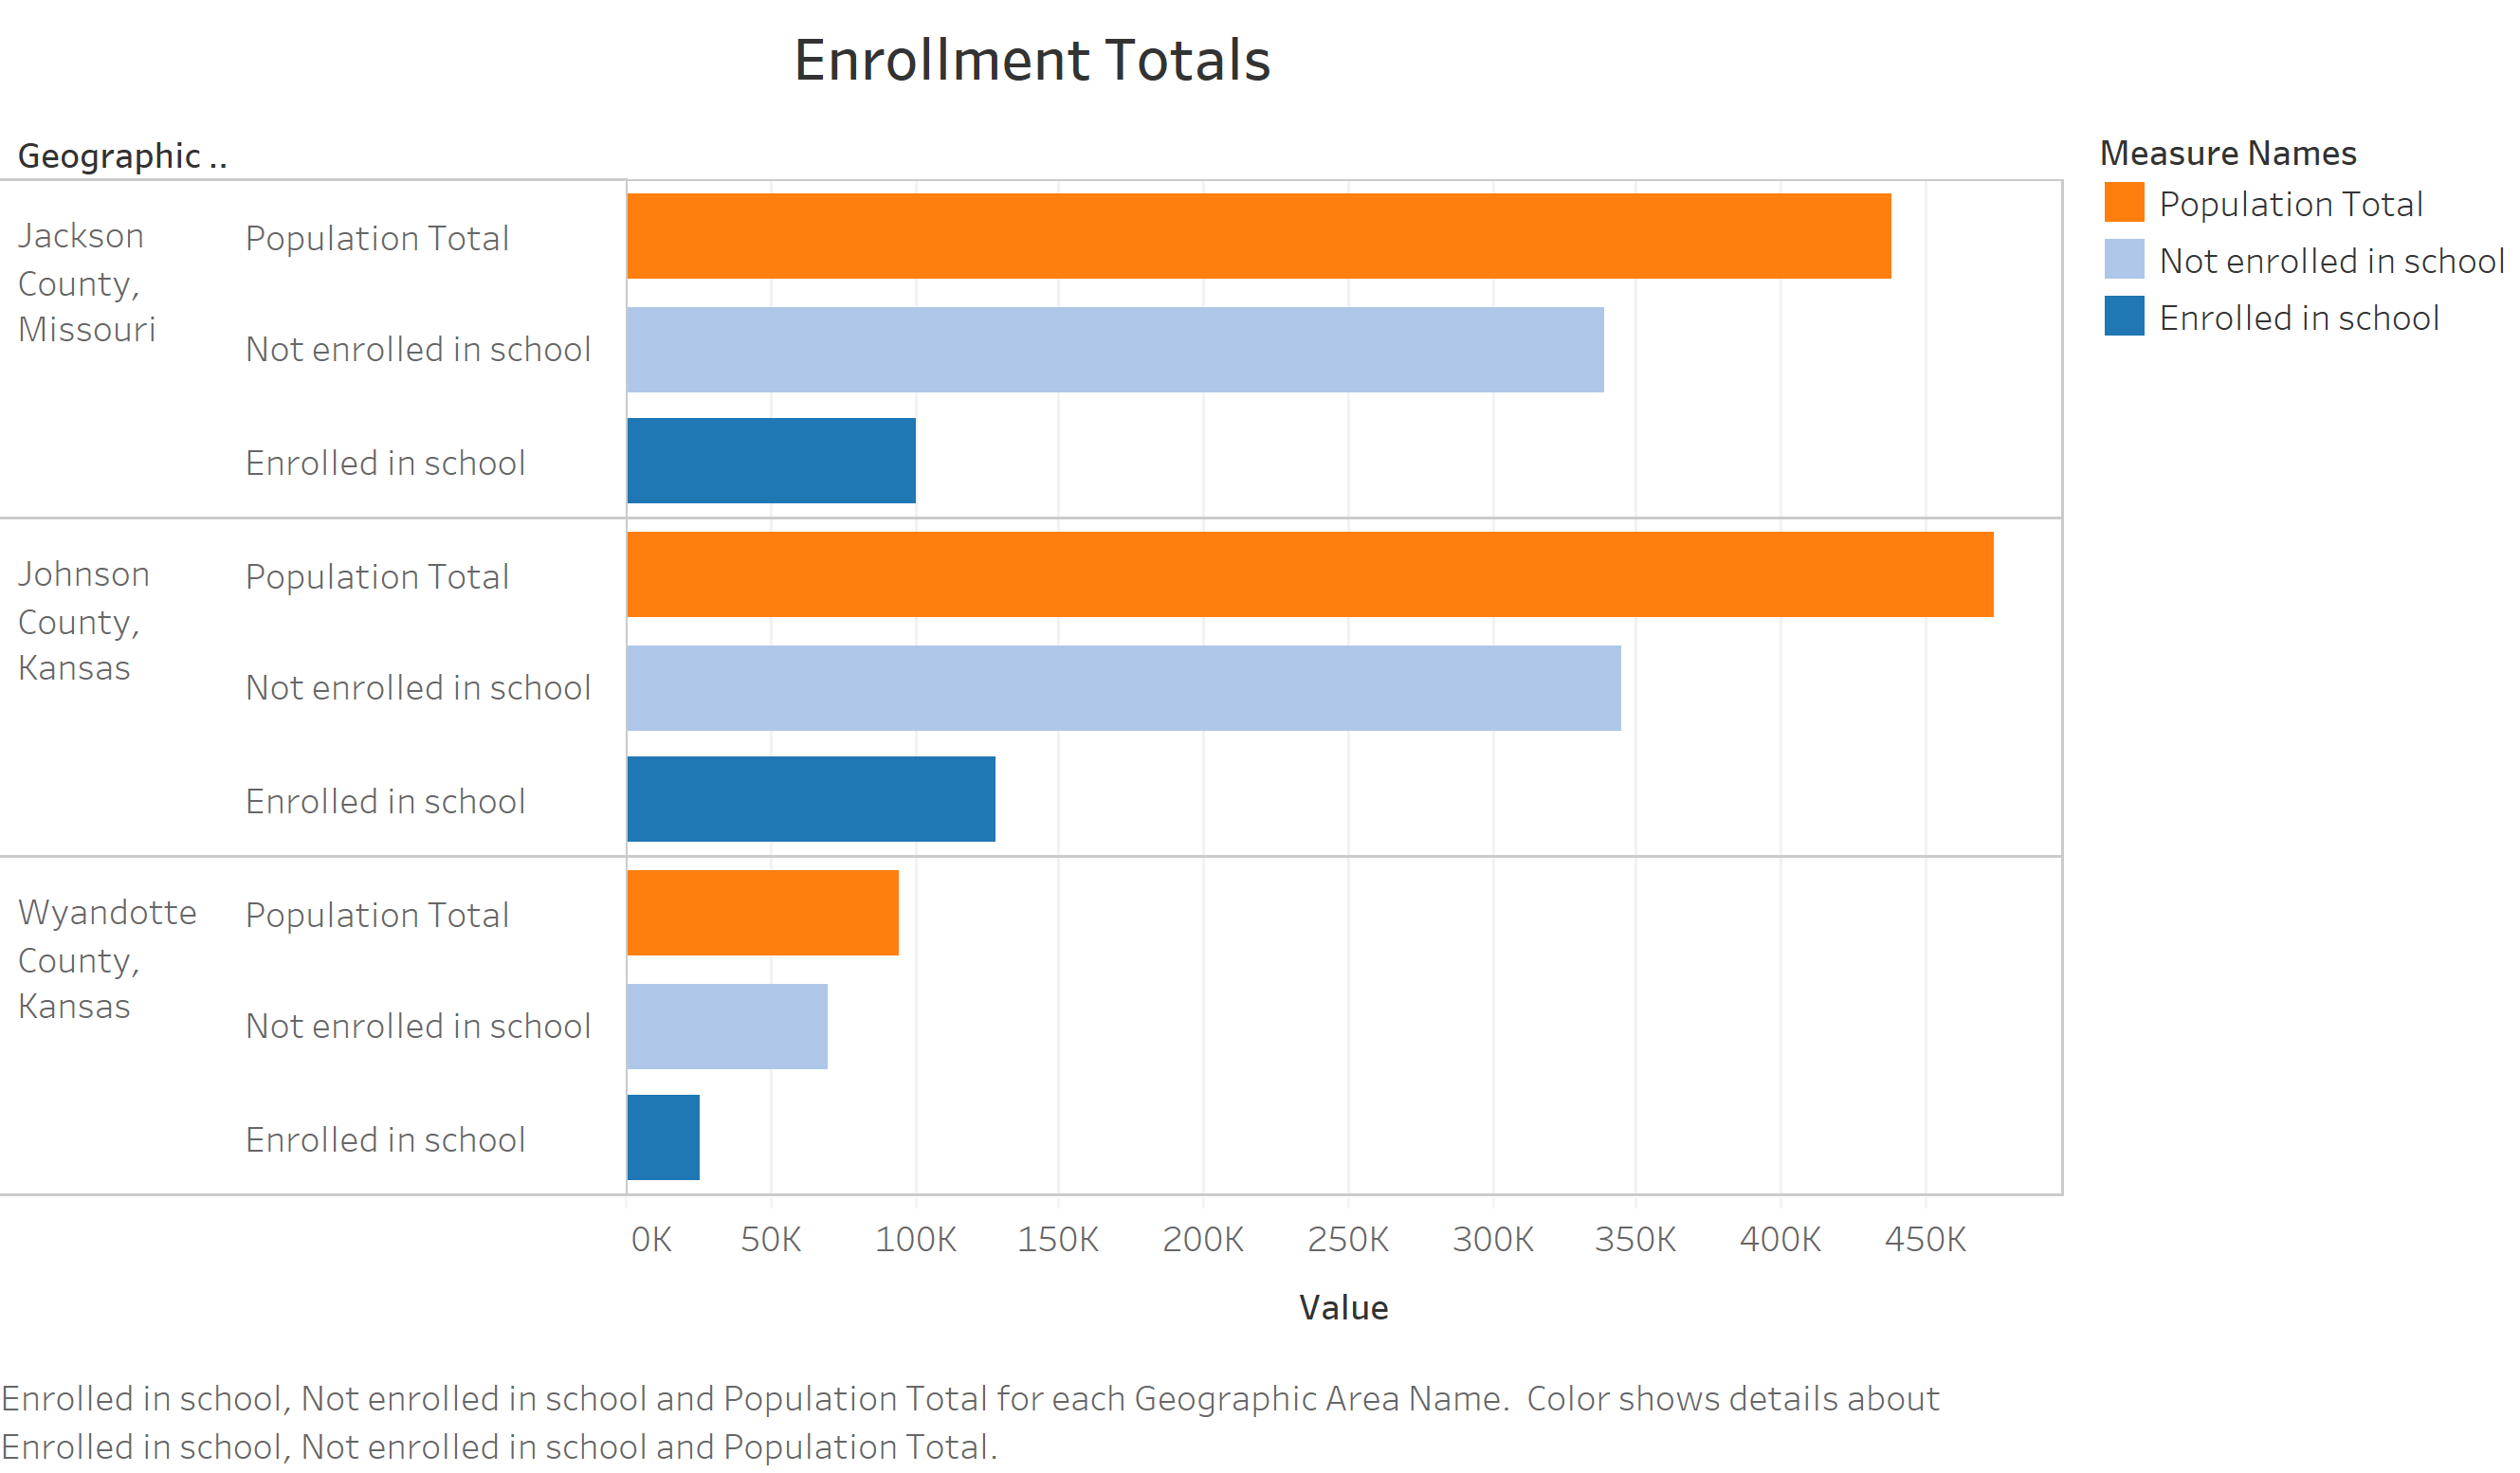 Enrollment Totals
Geographic ..
Measure Names
Population Total
Not enrolled in school
Enrolled in school
Jackson
County,
Missouri
Population Total
Not enrolled in school
Enrolled in school
Johnson
County,
Kansas
Population Total
Not enrolled in school
Enrolled in school
Wyandotte
County,
Kansas
Population Total
Not enrolled in school
Enrolled in school
0K 50K 100K 150K 200K 250K 300K 350K 400K 450K
Value
Enrolled in school, Not enrolled in school and Population Total for each Geographic Area Name.  Color shows details about
Enrolled in school, Not enrolled in school and Population Total.